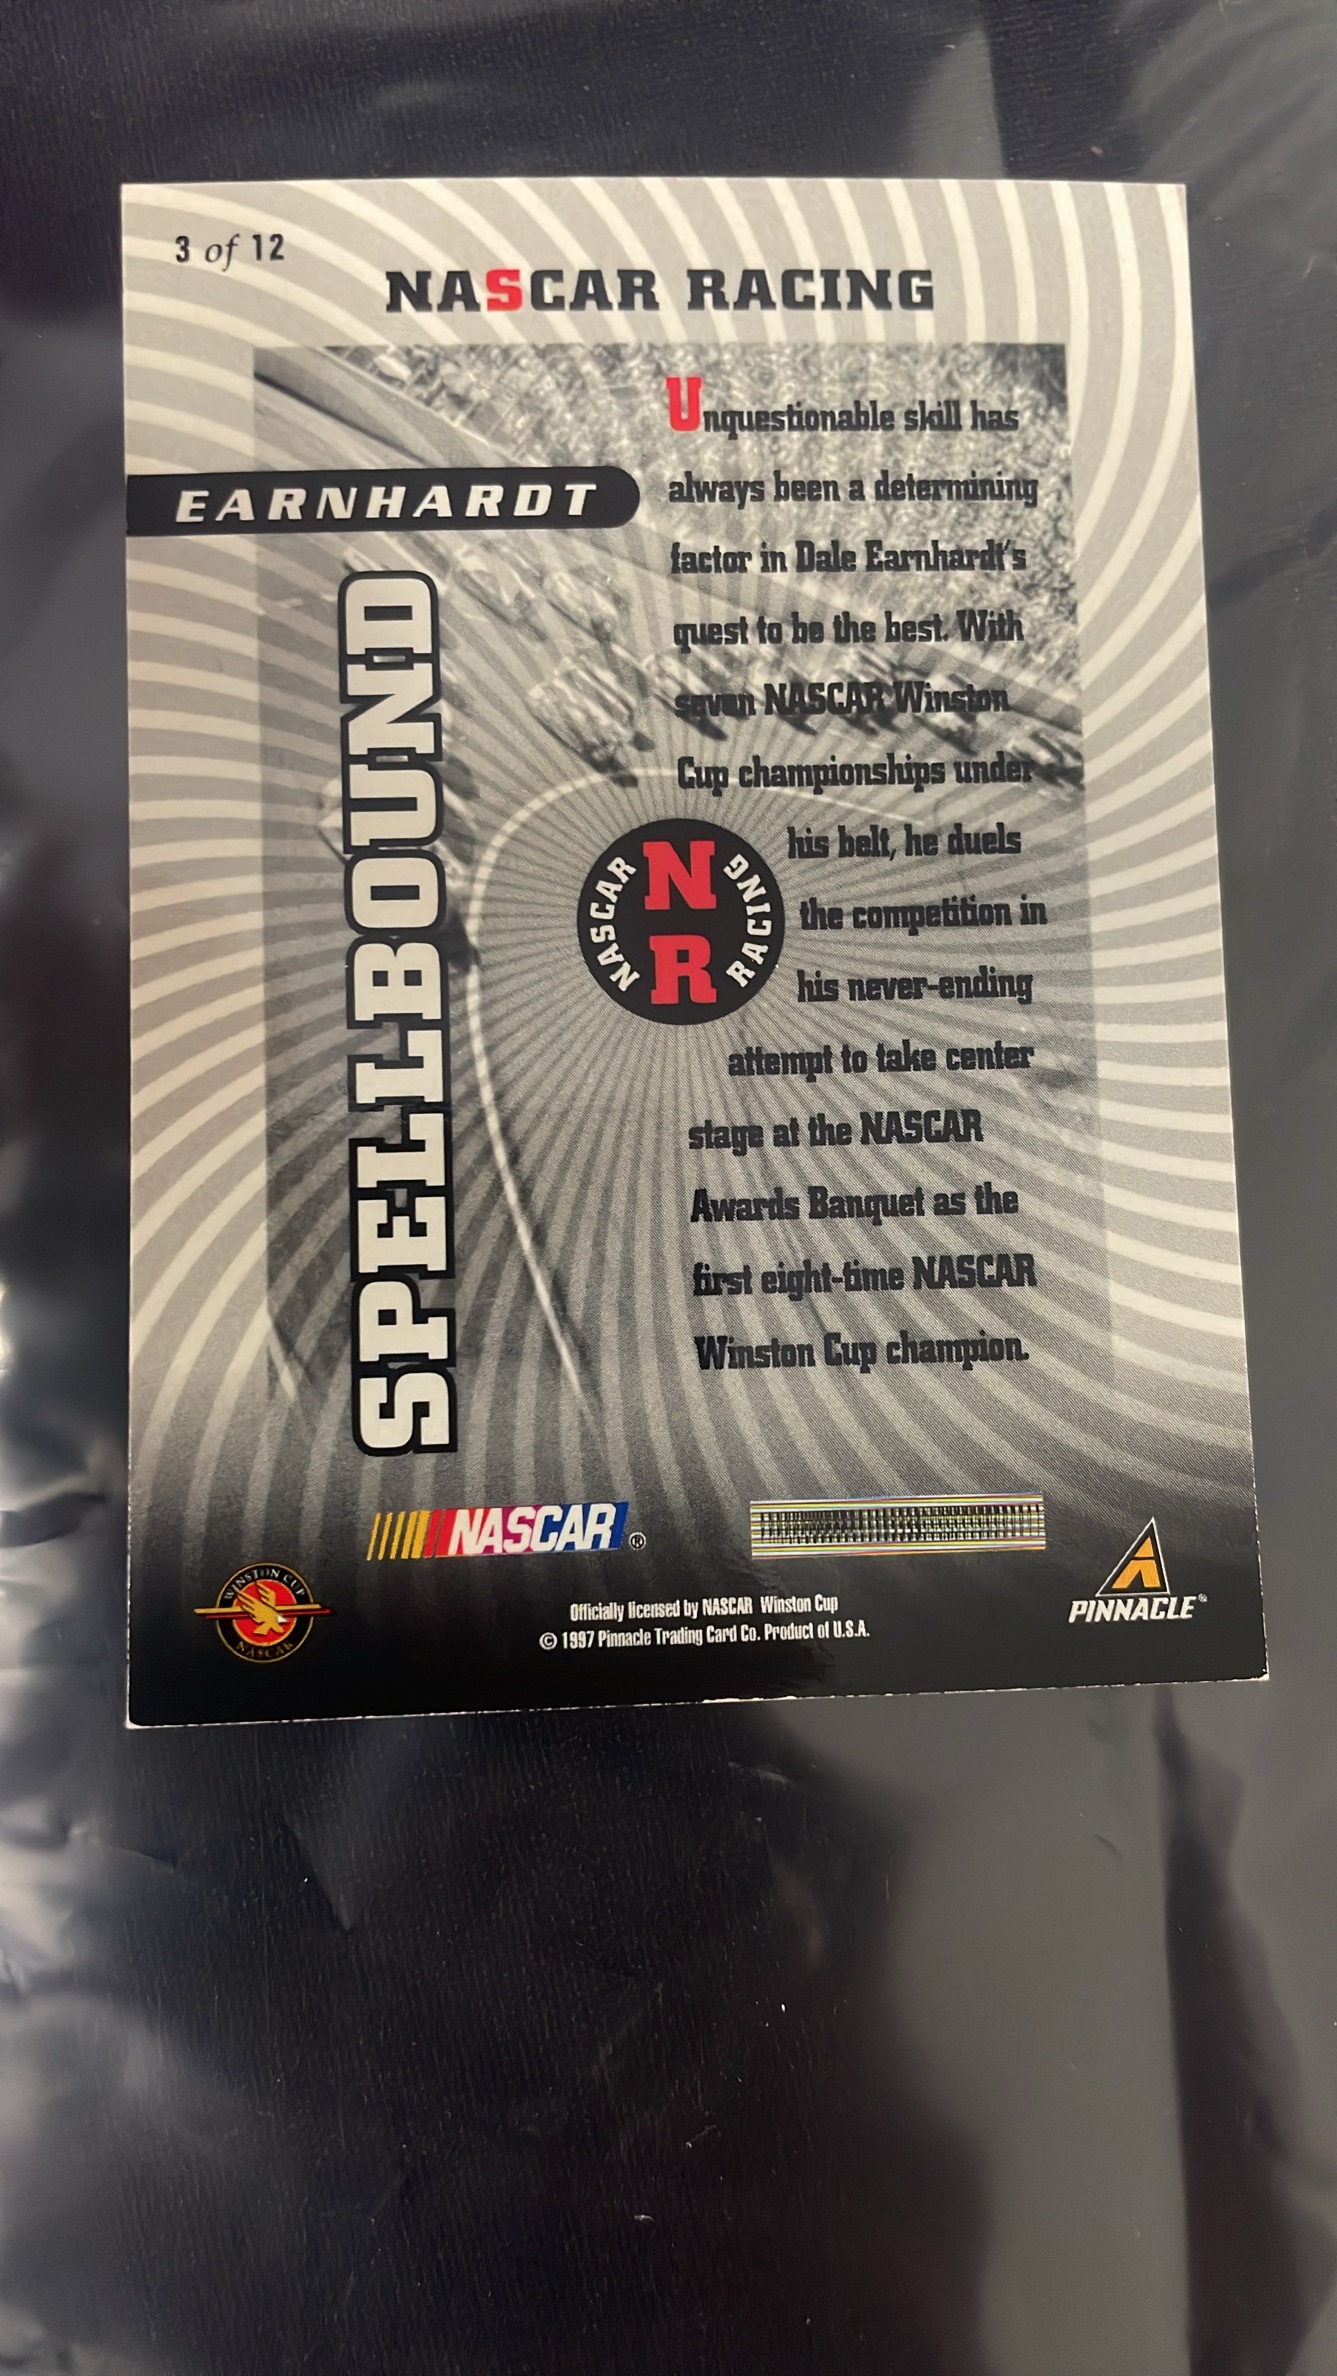 3 of 12
NASCAR RACING
EARNHARDT
SPELLBOUND
Unquestionable skill has
always been a determining
factor in Dale Earnhardt's
quest to be the best. With
seven NASCAR Winston
Cup championships under
his belt, he duels
the competition in
his never-ending
attempt to take center
stage at the NASCAR
Awards Banquet as the
first eight-time NASCAR
Winston Cup champion.
NASCAR NR RACING
NASCAR®
WINSTON CUP
NASCAR
Officially licensed by NASCAR Winston Cup
© 1997 Pinnacle Trading Card Co. Product of U.S.A.
PINNACLE®